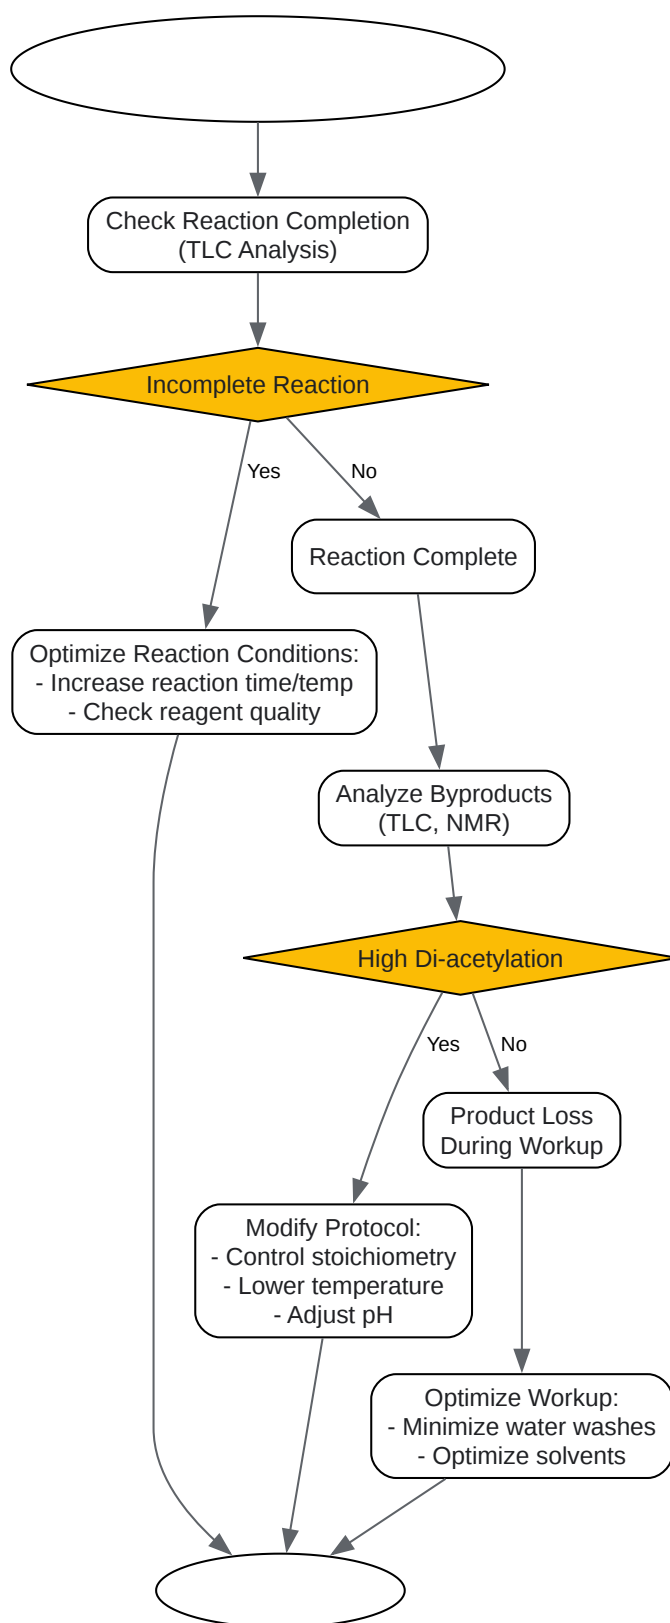 Check Reaction Completion
(TLC Analysis)
Incomplete Reaction
Yes
No
Reaction Complete
Optimize Reaction Conditions:
- Increase reaction time/temp
- Check reagent quality
Analyze Byproducts
(TLC, NMR)
High Di-acetylation
Yes
No
Product Loss
During Workup
Modify Protocol:
- Control stoichiometry
- Lower temperature
- Adjust pH
Optimize Workup:
- Minimize water washes
- Optimize solvents